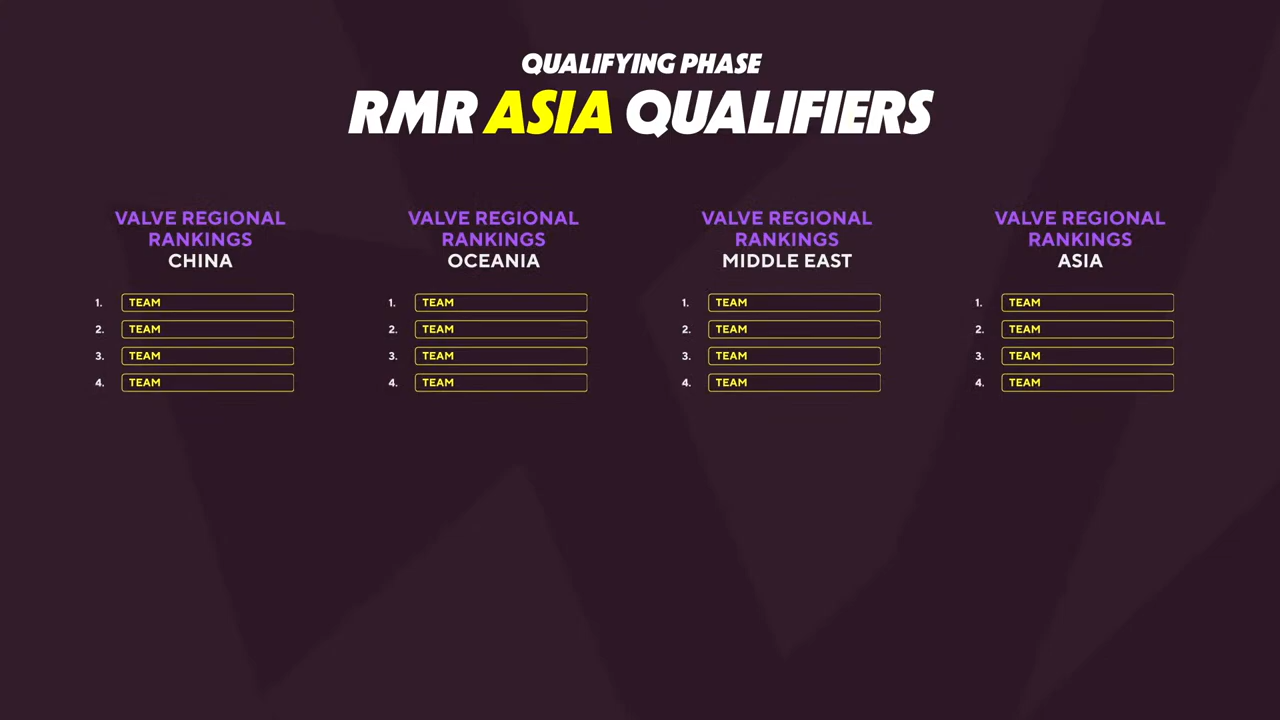 QUALIFYING PHASE
RMR ASIA QUALIFIERS
VALVE REGIONAL
RANKINGS
CHINA
1. TEAM
2. TEAM
3. TEAM
4. TEAM
VALVE REGIONAL
RANKINGS
OCEANIA
1. TEAM
2. TEAM
3. TEAM
4. TEAM
VALVE REGIONAL
RANKINGS
MIDDLE EAST
1. TEAM
2. TEAM
3. TEAM
4. TEAM
VALVE REGIONAL
RANKINGS
ASIA
1. TEAM
2. TEAM
3. TEAM
4. TEAM